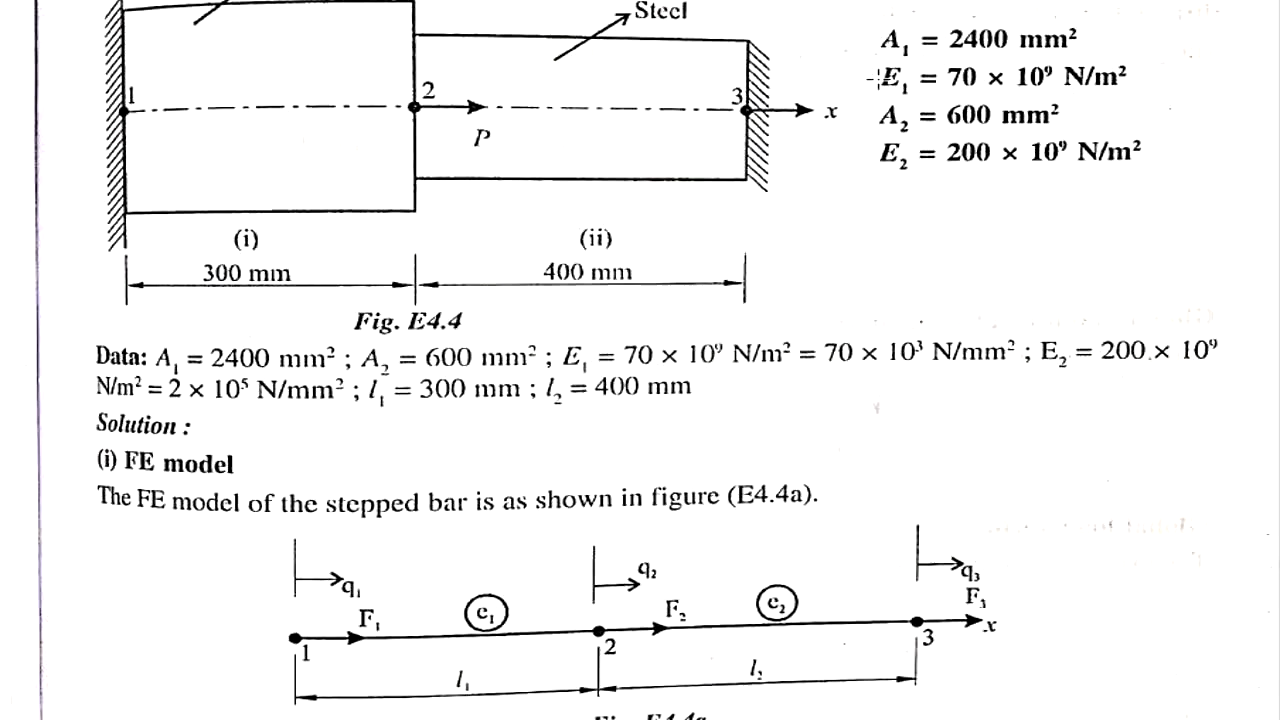 Steel
A₁ = 2400 mm²
E₁ = 70 × 10⁹ N/m²
A₂ = 600 mm²
E₂ = 200 × 10⁹ N/m²
1
2
3
x
P
(i)
(ii)
300 mm
400 mm
Fig. E4.4
Data: A₁ = 2400 mm² ; A₂ = 600 mm² ; E₁ = 70 × 10⁹ N/m² = 70 × 10³ N/mm² ; E₂ = 200 × 10⁹
N/m² = 2 × 10⁵ N/mm² ; l₁ = 300 mm ; l₂ = 400 mm
Solution :
(i) FE model
The FE model of the stepped bar is as shown in figure (E4.4a).
q₁
q₂
q₃
F₁
e₁
F₂
e₂
F₃
x
1
2
3
l₁
l₂